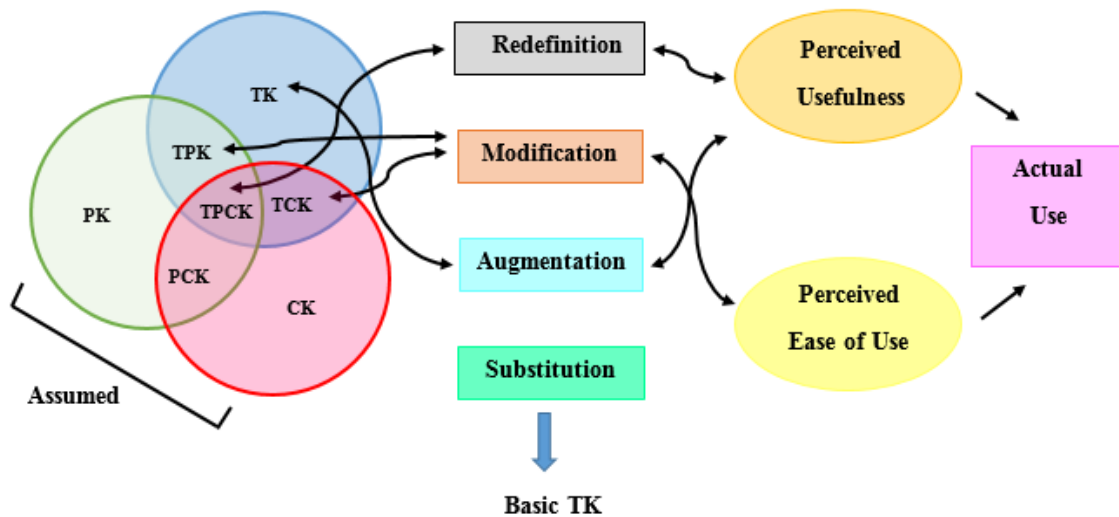 TK
TPK
PK
TPCK
TCK
PCK
CK
Assumed
Redefinition
Modification
Augmentation
Substitution
Basic TK
Perceived
Usefulness
Perceived
Ease of Use
Actual
Use